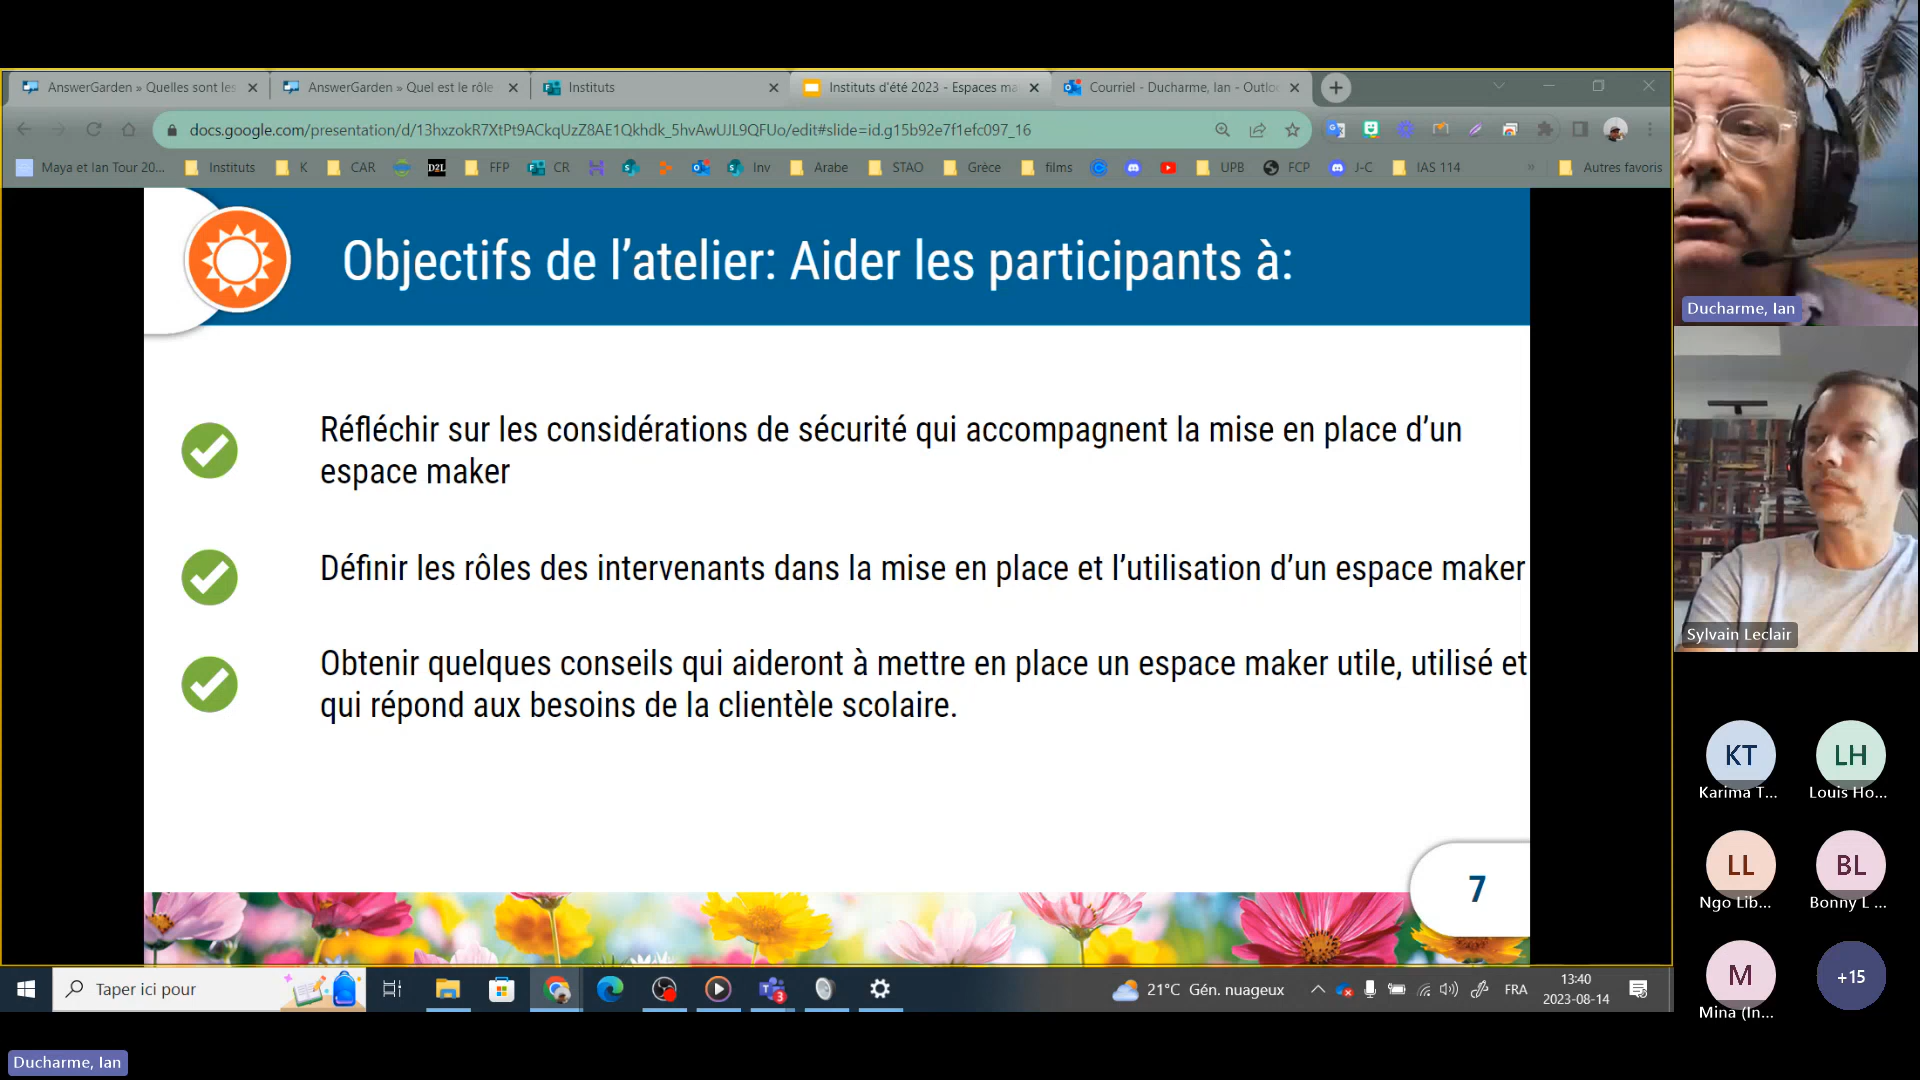 AnswerGarden » Quelles sont les
AnswerGarden » Quel est le rôle
Instituts
Instituts d'été 2023 - Espaces ma
Courriel - Ducharme, Ian - Outlo
docs.google.com/presentation/d/13hxzokR7XtPt9ACkqUzZ8AE1Qkhdk_5hvAwUJL9QFUo/edit#slide=id.g15b92e7f1efc097_16
Maya et Ian Tour 20...
Instituts
K
CAR
D2L
FFP
CR
Inv
Arabe
STAO
Grèce
films
UPB
FCP
J-C
IAS 114
»
Autres favoris
Objectifs de l’atelier: Aider les participants à:
Réfléchir sur les considérations de sécurité qui accompagnent la mise en place d’un
espace maker
Définir les rôles des intervenants dans la mise en place et l’utilisation d’un espace maker
Obtenir quelques conseils qui aideront à mettre en place un espace maker utile, utilisé et
qui répond aux besoins de la clientèle scolaire.
7
Ducharme, Ian
Sylvain Leclair
KT
Karima T...
LH
Louis Ho...
LL
Ngo Lib...
BL
Bonny L ...
M
Mina (In...
+15
Taper ici pour
3
21°C Gén. nuageux
FRA
13:40
2023-08-14
Ducharme, Ian